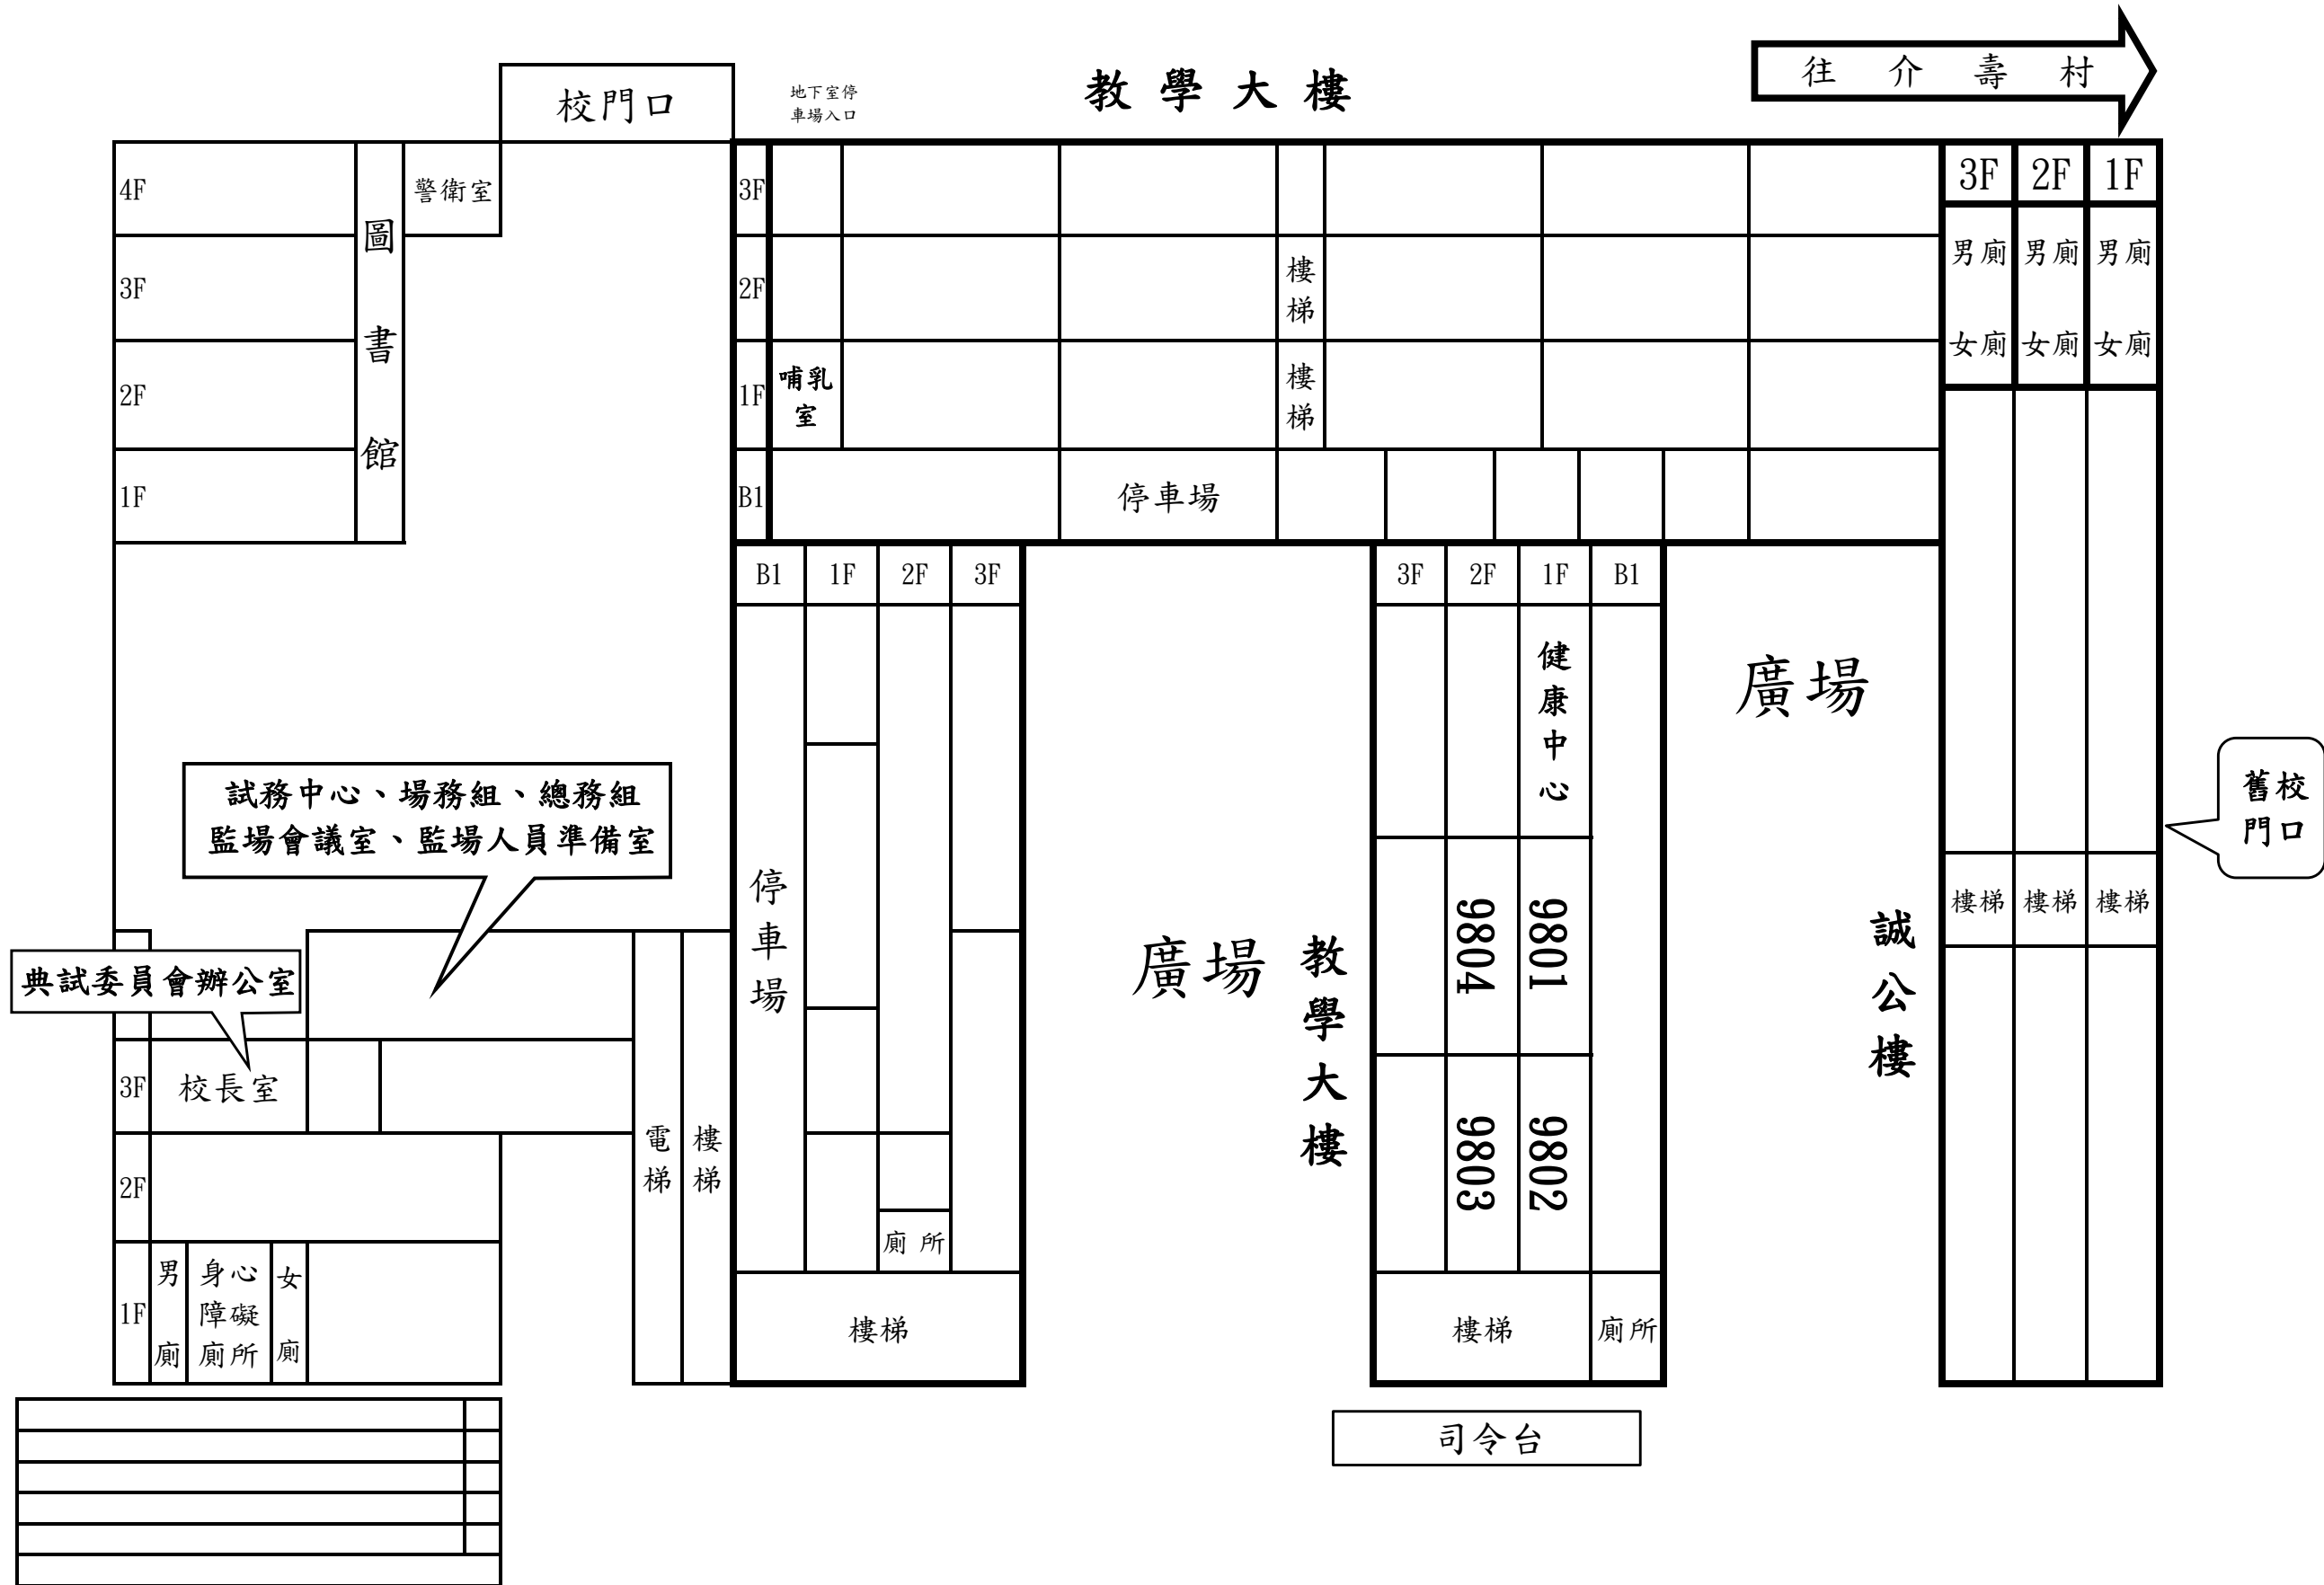 往介壽村
校門口
地下室停
車場入口
教學大樓
4F
3F
2F
1F
圖書館
警衛室
3F
2F
1F
B1
樓梯
樓梯
哺乳
室
停車場
3F
2F
1F
男廁
男廁
男廁
女廁
女廁
女廁
B1
1F
2F
3F
3F
2F
1F
B1
健康中心
廣場
舊校
門口
試務中心、場務組、總務組
監場會議室、監場人員準備室
停車場
廣場
教學大樓
9804
9801
9803
9802
誠公樓
樓梯
樓梯
樓梯
典試委員會辦公室
3F
校長室
2F
1F
男廁
身心
障礙
廁所
女廁
電梯
樓梯
廁所
樓梯
樓梯
廁所
司令台